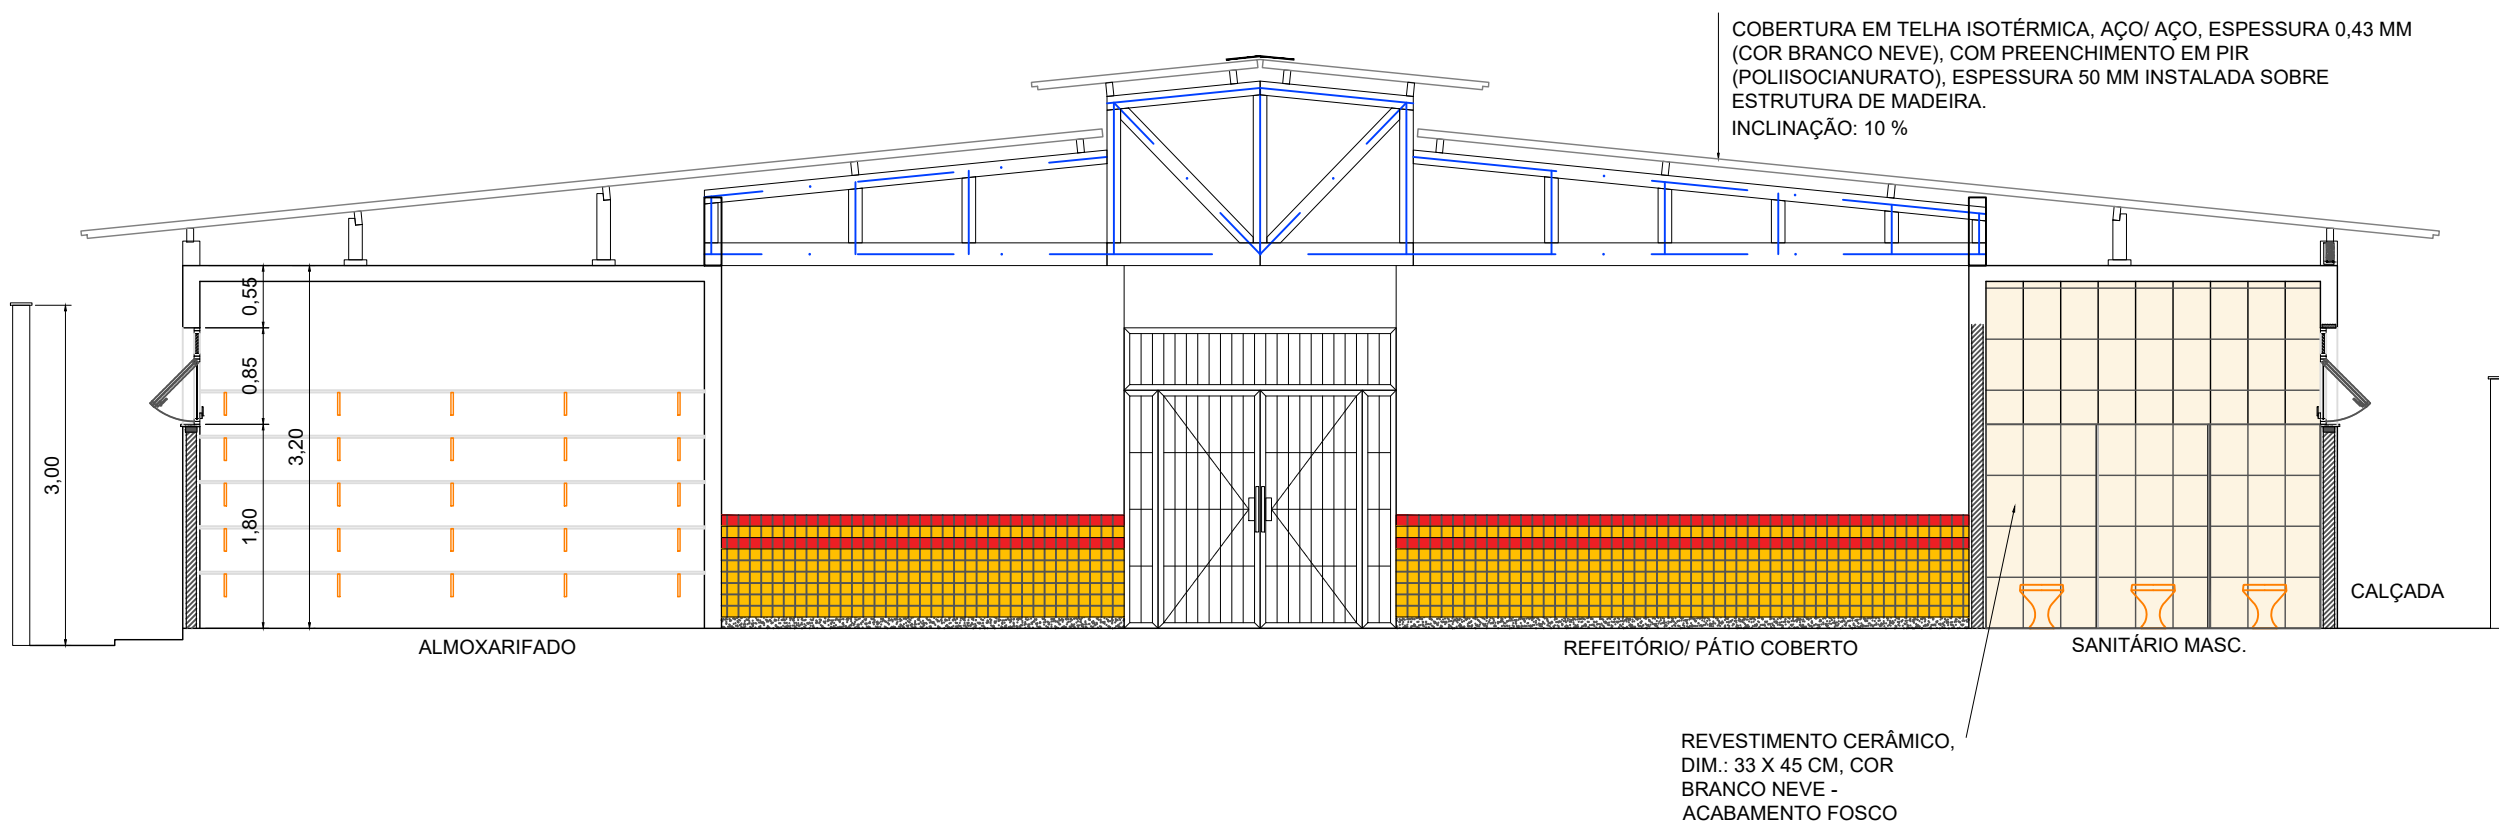 COBERTURA EM TELHA ISOTÉRMICA, AÇO/ AÇO, ESPESSURA 0,43 MM
(COR BRANCO NEVE), COM PREENCHIMENTO EM PIR
(POLIISOCIANURATO), ESPESSURA 50 MM INSTALADA SOBRE
ESTRUTURA DE MADEIRA.
INCLINAÇÃO: 10 %
0,55
0,85
3,00
3,20
1,80
CALÇADA
ALMOXARIFADO
REFEITÓRIO/ PÁTIO COBERTO
SANITÁRIO MASC.
REVESTIMENTO CERÂMICO,
DIM.: 33 X 45 CM, COR
BRANCO NEVE -
ACABAMENTO FOSCO